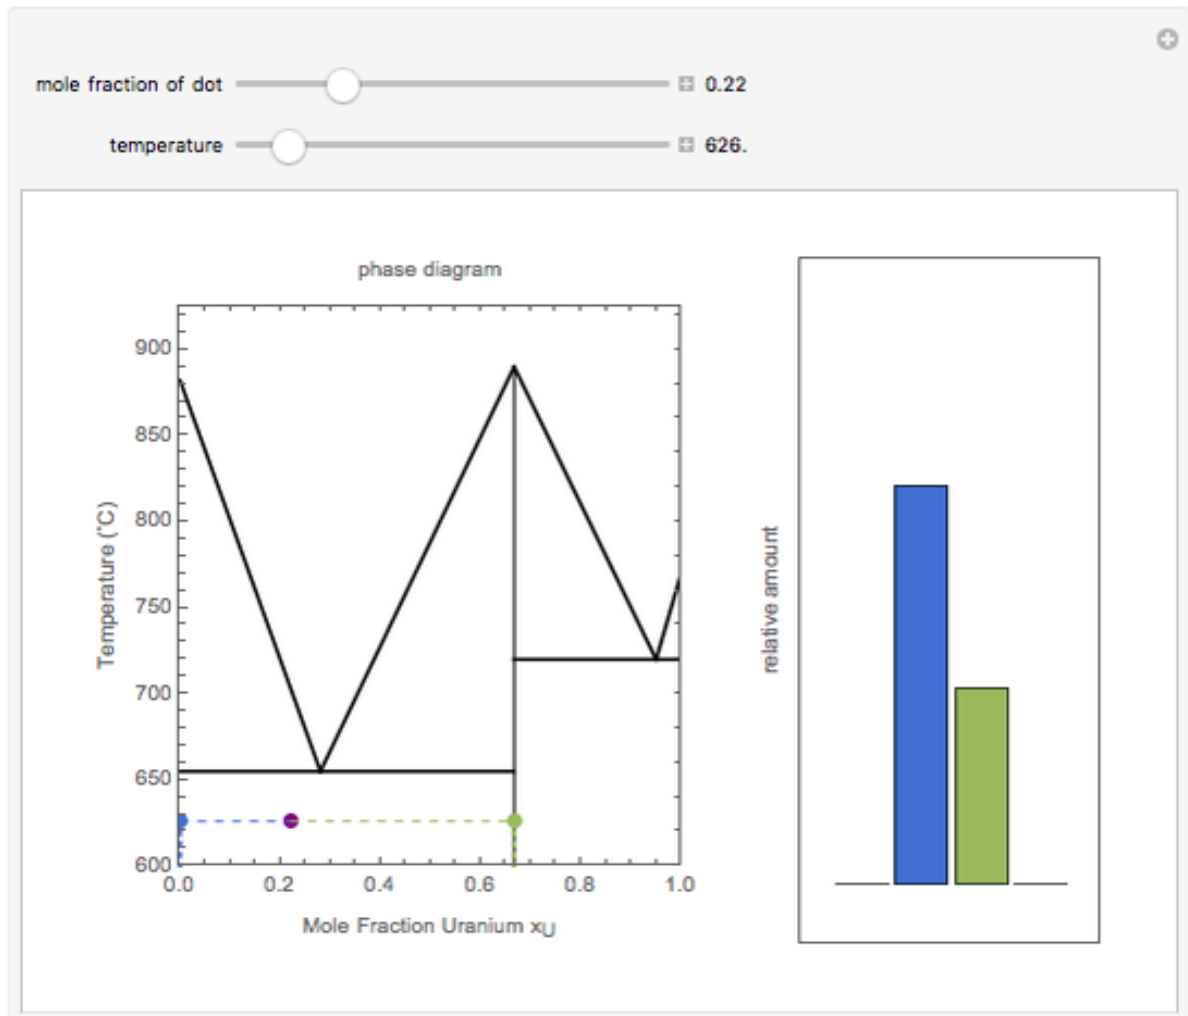 mole fraction of dot 0.22
temperature 626.
phase diagram
900
850
800
750
700
650
600
Temperature (°C)
0.0 0.2 0.4 0.6 0.8 1.0
Mole Fraction Uranium xU
relative amount